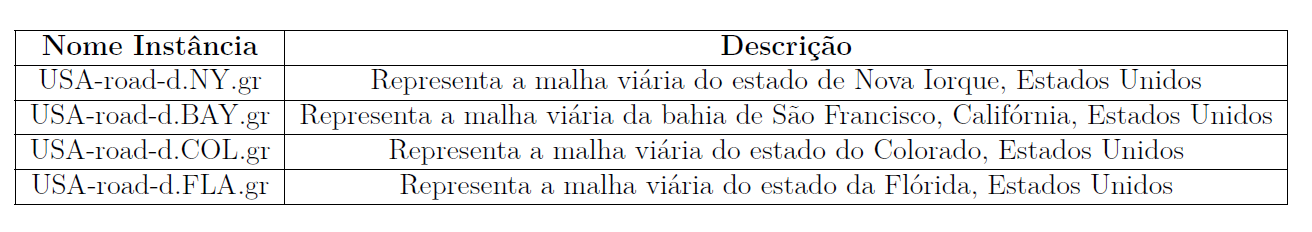 Nome Instância Descrição
USA-road-d.NY.gr Representa a malha viária do estado de Nova Iorque, Estados Unidos
USA-road-d.BAY.gr Representa a malha viária da bahia de São Francisco, Califórnia, Estados Unidos
USA-road-d.COL.gr Representa a malha viária do estado do Colorado, Estados Unidos
USA-road-d.FLA.gr Representa a malha viária do estado da Flórida, Estados Unidos